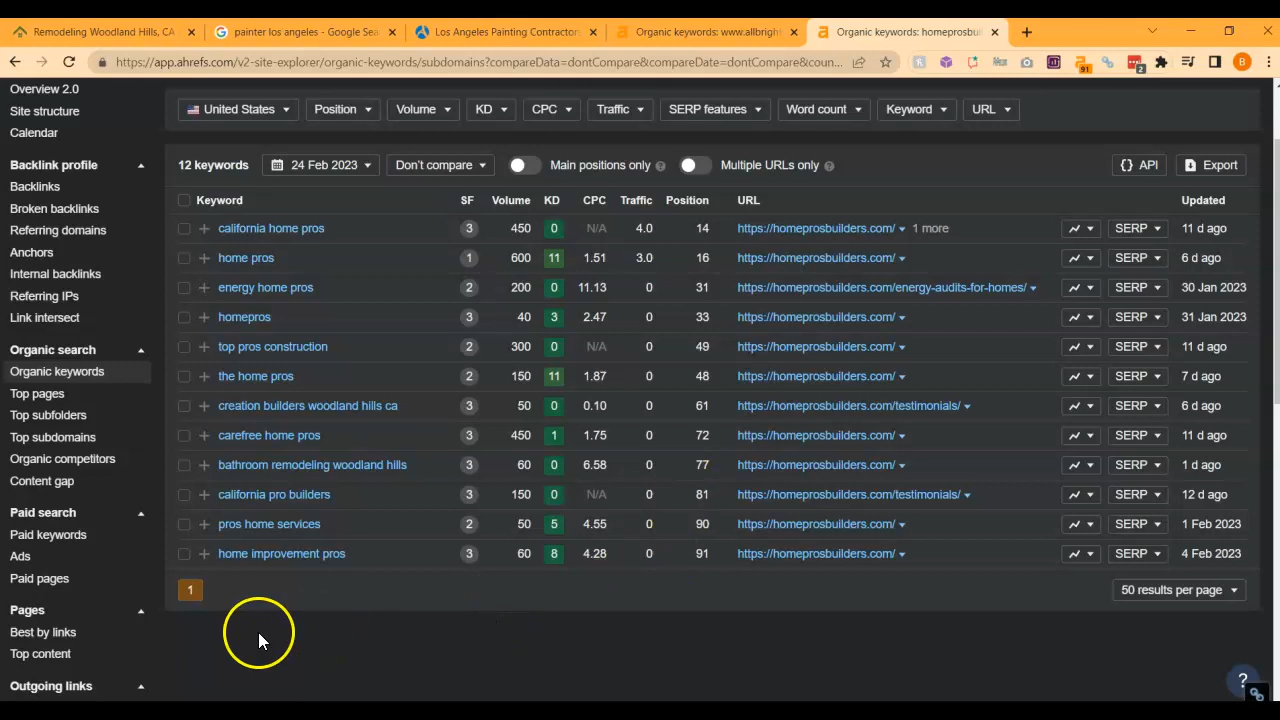 Remodeling Woodland Hills, CA
painter los angeles - Google Sea
Los Angeles Painting Contractors
Organic keywords: www.allbright
Organic keywords: homeprosbuil
https://app.ahrefs.com/v2-site-explorer/organic-keywords/subdomains?compareData=dontCompare&compareDate=dontCompare&coun...
91
2
B
Overview 2.0
Site structure
Calendar
Backlink profile
Backlinks
Broken backlinks
Referring domains
Anchors
Internal backlinks
Referring IPs
Link intersect
Organic search
Organic keywords
Top pages
Top subfolders
Top subdomains
Organic competitors
Content gap
Paid search
Paid keywords
Ads
Paid pages
Pages
Best by links
Top content
Outgoing links
United States Position Volume KD CPC Traffic SERP features Word count Keyword URL
12 keywords 24 Feb 2023 Don't compare Main positions only ? Multiple URLs only ? {} API Export
Keyword SF Volume KD CPC Traffic Position URL Updated
california home pros 3 450 0 N/A 4.0 14 https://homeprosbuilders.com/ 1 more SERP 11 d ago
home pros 1 600 11 1.51 3.0 16 https://homeprosbuilders.com/ SERP 6 d ago
energy home pros 2 200 0 11.13 0 31 https://homeprosbuilders.com/energy-audits-for-homes/ SERP 30 Jan 2023
homepros 3 40 3 2.47 0 33 https://homeprosbuilders.com/ SERP 31 Jan 2023
top pros construction 2 300 0 N/A 0 49 https://homeprosbuilders.com/ SERP 11 d ago
the home pros 2 150 11 1.87 0 48 https://homeprosbuilders.com/ SERP 7 d ago
creation builders woodland hills ca 3 50 0 0.10 0 61 https://homeprosbuilders.com/testimonials/ SERP 6 d ago
carefree home pros 3 450 1 1.75 0 72 https://homeprosbuilders.com/ SERP 11 d ago
bathroom remodeling woodland hills 3 60 0 6.58 0 77 https://homeprosbuilders.com/ SERP 1 d ago
california pro builders 3 150 0 N/A 0 81 https://homeprosbuilders.com/testimonials/ SERP 12 d ago
pros home services 2 50 5 4.55 0 90 https://homeprosbuilders.com/ SERP 1 Feb 2023
home improvement pros 3 60 8 4.28 0 91 https://homeprosbuilders.com/ SERP 4 Feb 2023
1 50 results per page
?